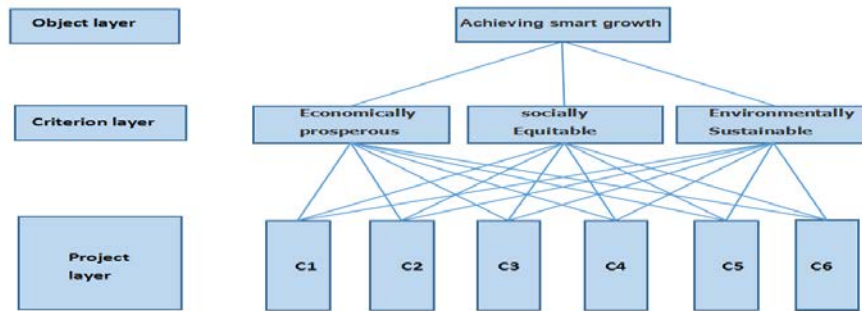 Object layer
Achieving smart growth
Criterion layer
Economically
prosperous
socially
Equitable
Environmentally
Sustainable
Project
layer
C1
C2
C3
C4
C5
C6